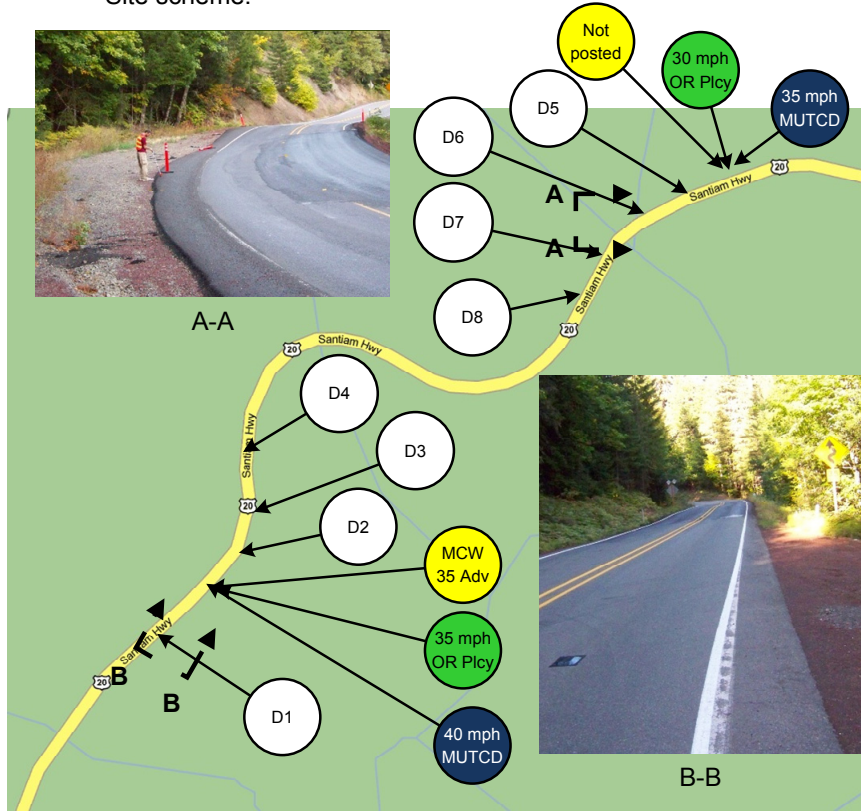 Site scheme:
Not
posted
30 mph
OR Plcy
35 mph
MUTCD
D5
D6
D7
D8
A
A
20
Santiam Hwy
Santiam Hwy
20
A-A
20
Santiam Hwy
D4
Santiam Hwy
D3
20
D2
MCW
35 Adv
35 mph
OR Plcy
40 mph
MUTCD
Santiam Hwy
B
B
20
D1
B-B